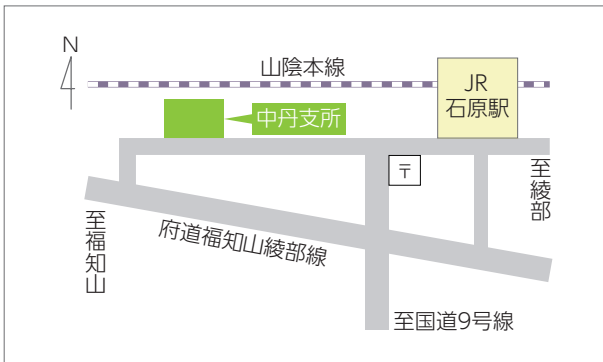 N
山陰本線
JR
石原駅
中丹支所
〒
至綾部
至福知山
府道福知山綾部線
至国道9号線